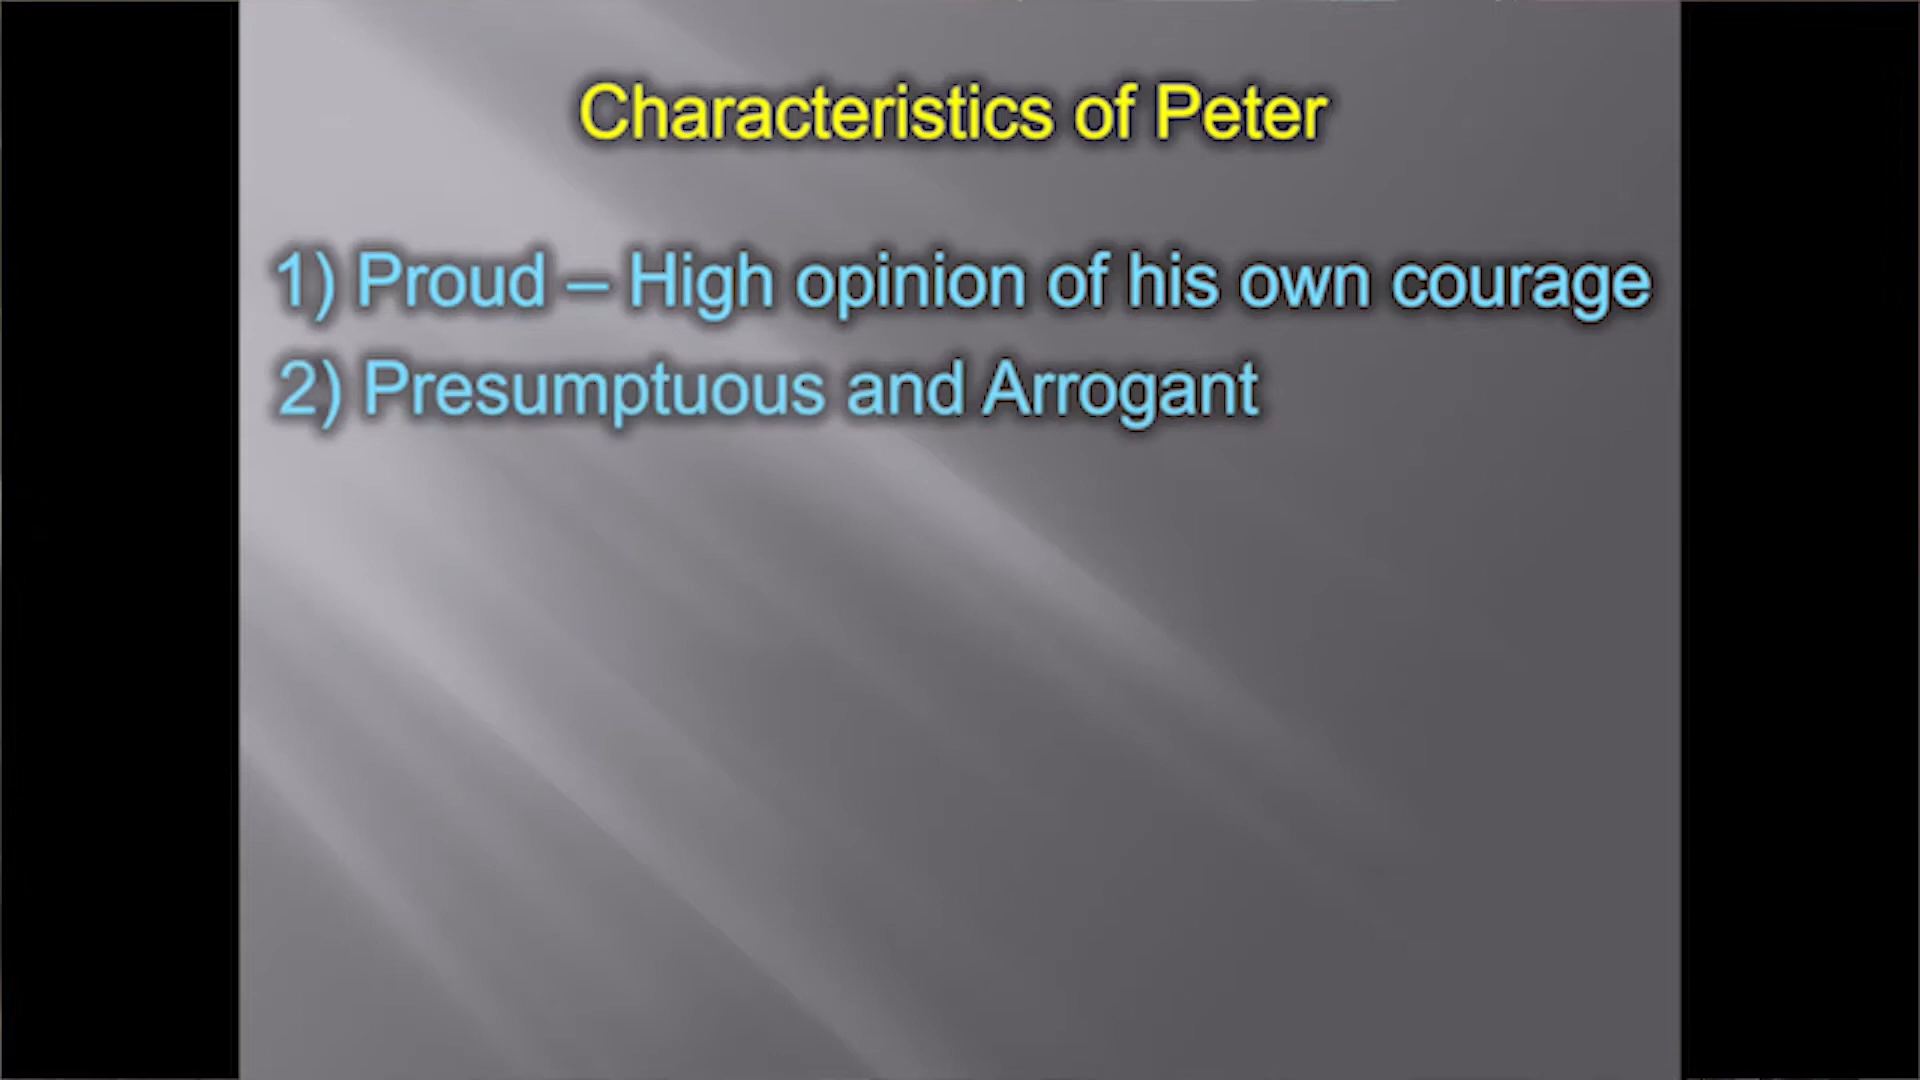 Characteristics of Peter
1) Proud – High opinion of his own courage
2) Presumptuous and Arrogant